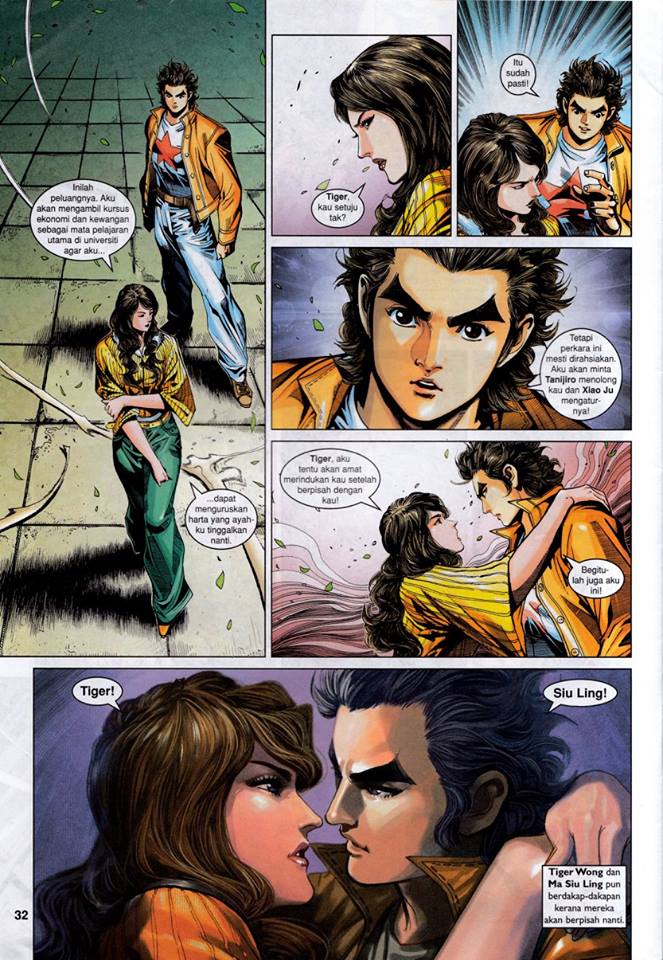 Inilah
peluangnya. Aku
akan mengambil kursus
ekonomi dan kewangan
sebagai mata pelajaran
utama di universiti
agar aku...
...dapat
menguruskan
harta yang ayah-
ku tinggalkan
nanti.
Tiger,
kau setuju
tak?
Itu
sudah
pasti!
Tetapi
perkara ini
mesti dirahsiakan.
Aku akan minta
Tanijiro menolong
kau dan Xiao Ju
mengatur-
nya!
Tiger, aku
tentu akan amat
merindukan kau setelah
berpisah dengan
kau!
Begitu-
lah juga aku
ini!
Tiger!
Siu Ling!
Tiger Wong dan
Ma Siu Ling pun
berdakap-dakapan
kerana mereka
akan berpisah nanti.
32